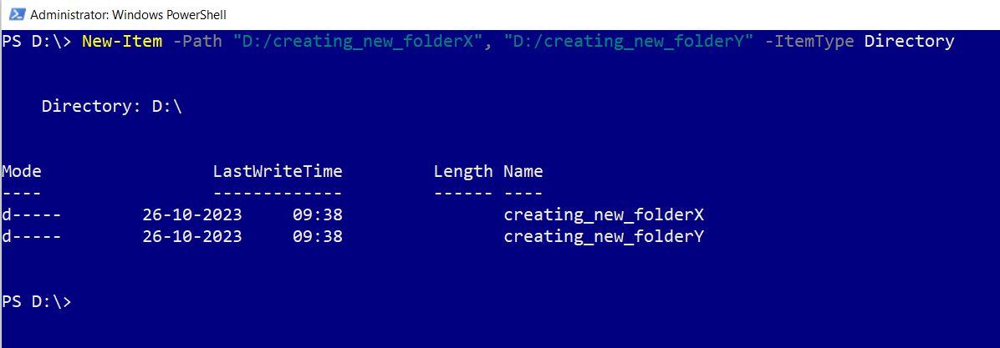 Administrator: Windows PowerShell
PS D:\> New-Item -Path "D:/creating_new_folderX", "D:/creating_new_folderY" -ItemType Directory
Directory: D:\
Mode LastWriteTime Length Name
---- ------------- ------ ----
d----- 26-10-2023 09:38 creating_new_folderX
d----- 26-10-2023 09:38 creating_new_folderY
PS D:\>